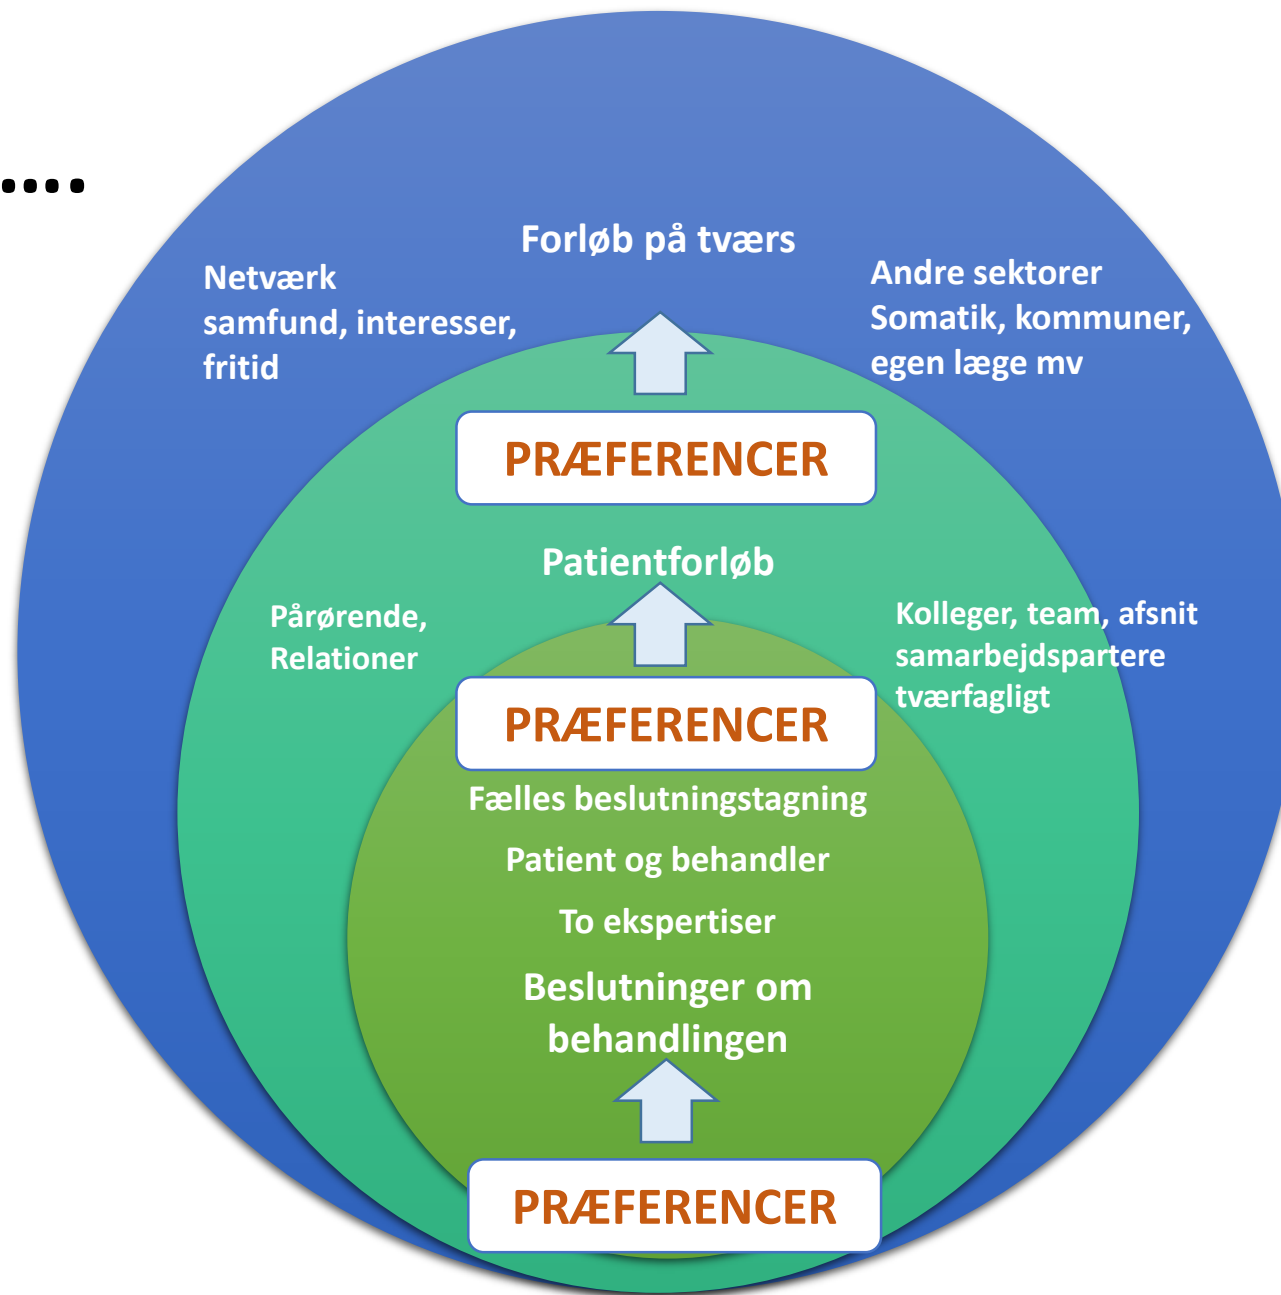 ....
Forløb på tværs
Netværk
samfund, interesser,
fritid
Andre sektorer
Somatik, kommuner,
egen læge mv
PRÆFERENCER
Patientforløb
Pårørende,
Relationer
Kolleger, team, afsnit
samarbejdspartere
tværfagligt
PRÆFERENCER
Fælles beslutningstagning
Patient og behandler
To ekspertiser
Beslutninger om
behandlingen
PRÆFERENCER